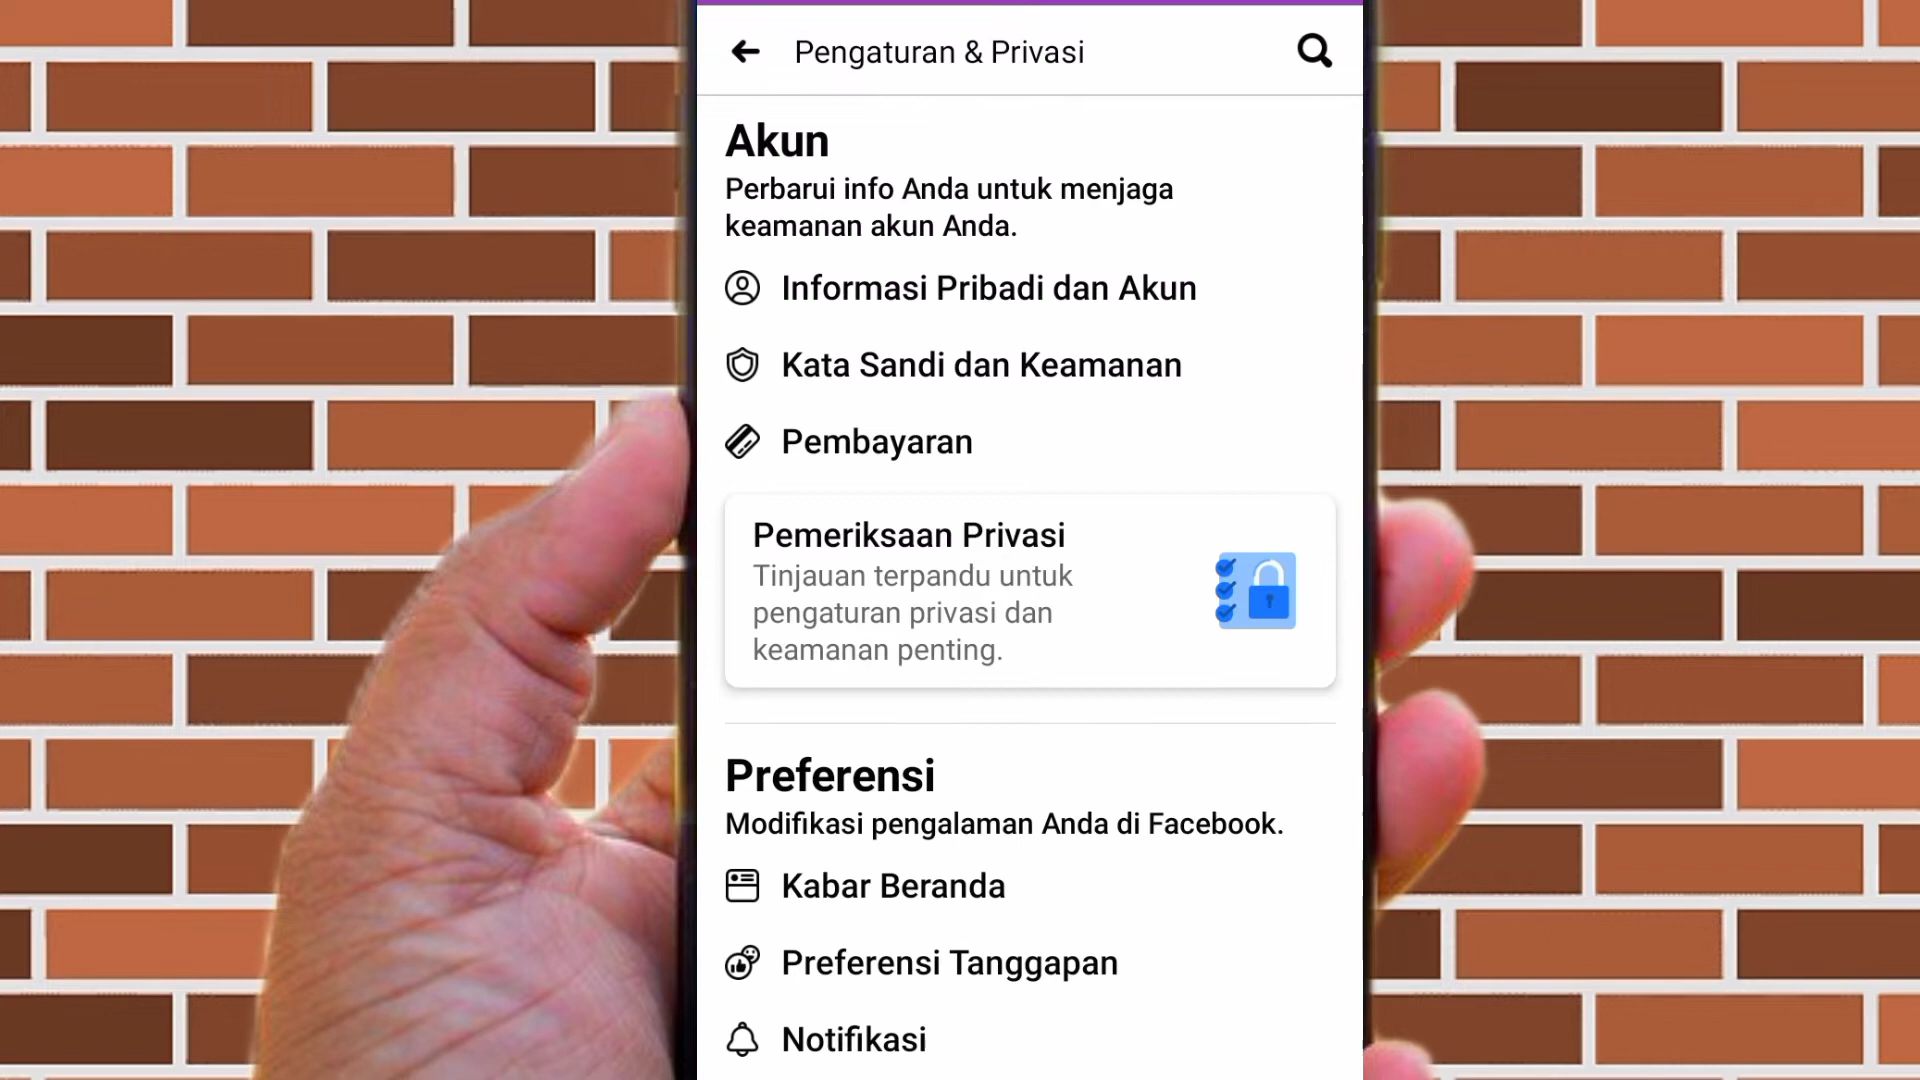 Pengaturan & Privasi
Akun
Perbarui info Anda untuk menjaga
keamanan akun Anda.
Informasi Pribadi dan Akun
Kata Sandi dan Keamanan
Pembayaran
Pemeriksaan Privasi
Tinjauan terpandu untuk
pengaturan privasi dan
keamanan penting.
Preferensi
Modifikasi pengalaman Anda di Facebook.
Kabar Beranda
Preferensi Tanggapan
Notifikasi